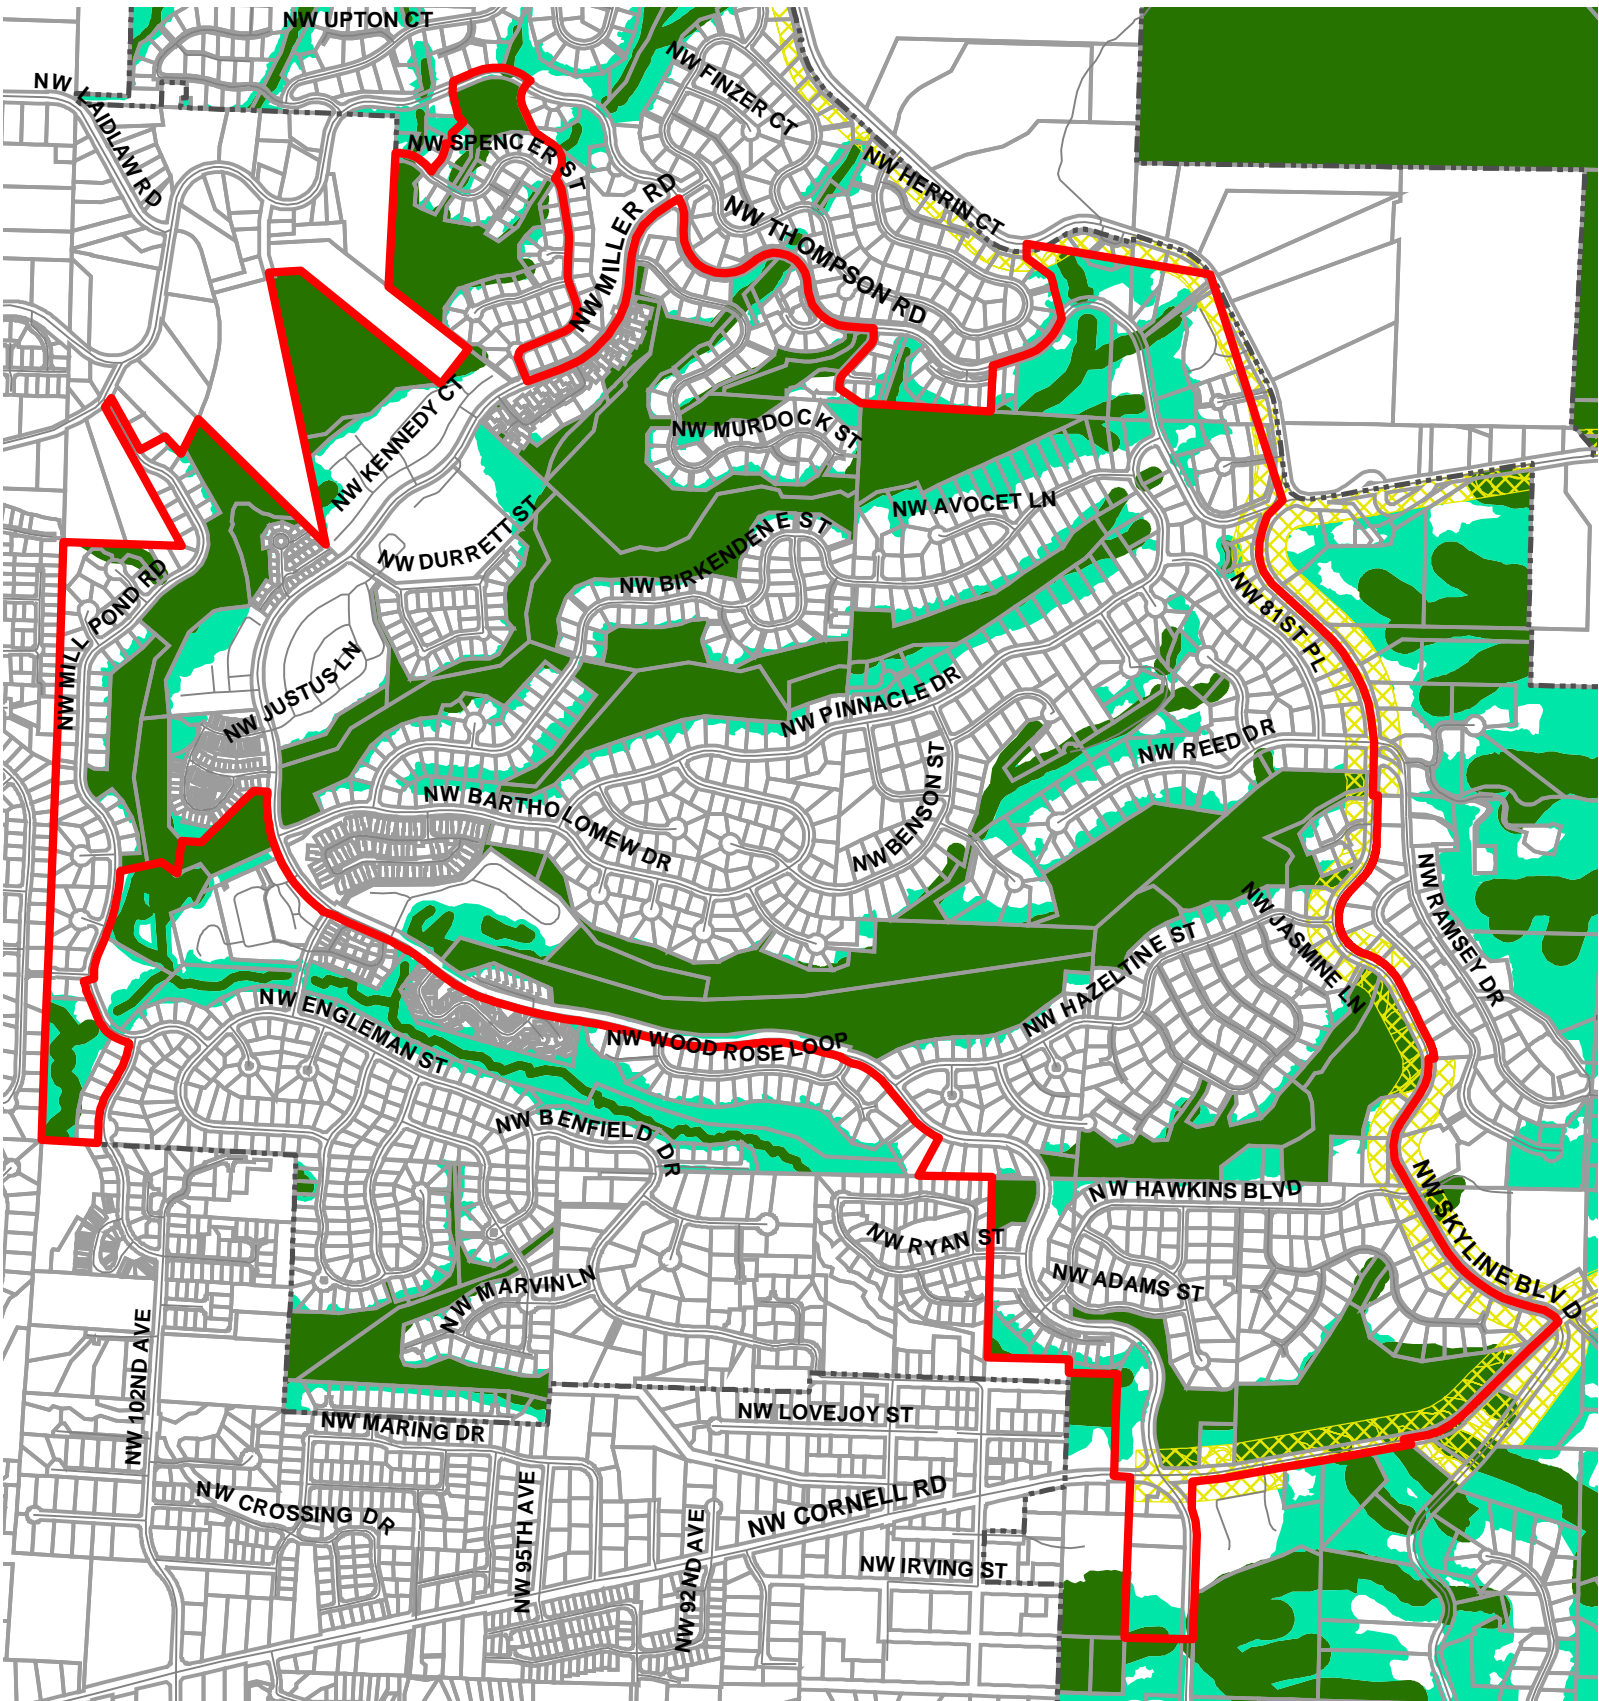 NW UPTON CT
NW LAIDLAW RD
NW FINZER CT
NW SPENCER ST
NW HERRIN CT
NW MILLER RD
NW THOMPSON RD
NW KENNEDY CT
NW MURDOCK ST
NW AVOCET LN
NW DURRETT ST
NW BIRKENDENE ST
NW MILL POND RD
NW 81ST PL
NW JUSTUS LN
NW PINNACLE DR
NW REED DR
NW BENSON ST
NW BARTHOLOMEW DR
NW RAMSEY DR
NW JASMINE LN
NW HAZELTINE ST
NW ENGLEMAN ST
NW WOOD ROSE LOOP
NW BENFIELD DR
NW HAWKINS BLVD
NW SKYLINE BLVD
NW RYAN ST
NW ADAMS ST
NW MARVIN LN
NW 102ND AVE
NW LOVEJOY ST
NW MARING DR
NW CROSSING DR
NW 95TH AVE
NW CORNELL RD
NW 92ND AVE
NW IRVING ST